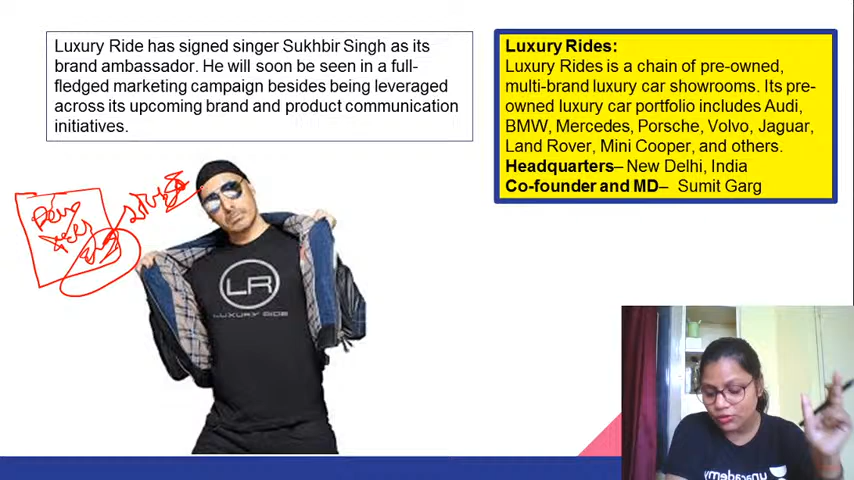 Luxury Ride has signed singer Sukhbir Singh as its
brand ambassador. He will soon be seen in a full-
fledged marketing campaign besides being leveraged
across its upcoming brand and product communication
initiatives.
Luxury Rides:
Luxury Rides is a chain of pre-owned,
multi-brand luxury car showrooms. Its pre-
owned luxury car portfolio includes Audi,
BMW, Mercedes, Porsche, Volvo, Jaguar,
Land Rover, Mini Cooper, and others.
Headquarters– New Delhi, India
Co-founder and MD– Sumit Garg
LR
LUXURY RIDE
unacademy